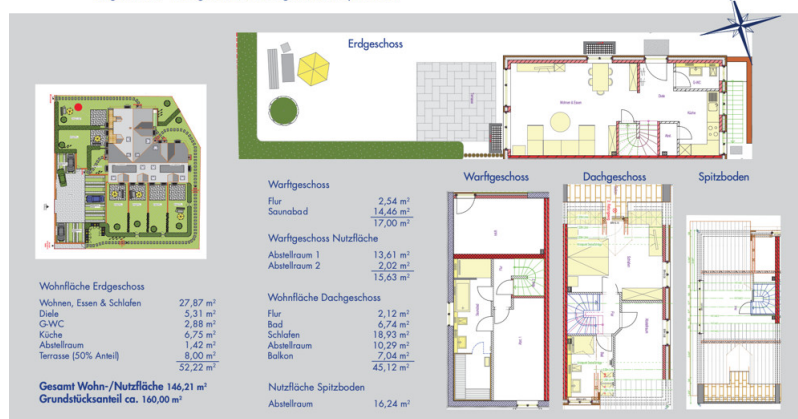 Erdgeschoss
Warftgeschoss
Flur 2,54 m²
Saunabad 14,46 m²
17,00 m²
Warftgeschoss Nutzfläche
Abstellraum 1 13,61 m²
Abstellraum 2 2,02 m²
15,63 m²
Wohnfläche Dachgeschoss
Flur 2,12 m²
Bad 6,74 m²
Schlafen 18,93 m²
Abstellraum 10,29 m²
Balkon 7,04 m²
45,12 m²
Nutzfläche Spitzboden
Abstellraum 16,24 m²
Warftgeschoss
Dachgeschoss
Spitzboden
Wohnfläche Erdgeschoss
Wohnen, Essen & Schlafen 27,87 m²
Diele 5,31 m²
G-WC 2,88 m²
Küche 6,75 m²
Abstellraum 1,42 m²
Terrasse (50% Anteil) 8,00 m²
52,22 m²
Gesamt Wohn-/Nutzfläche 146,21 m²
Grundstücksanteil ca. 160,00 m²